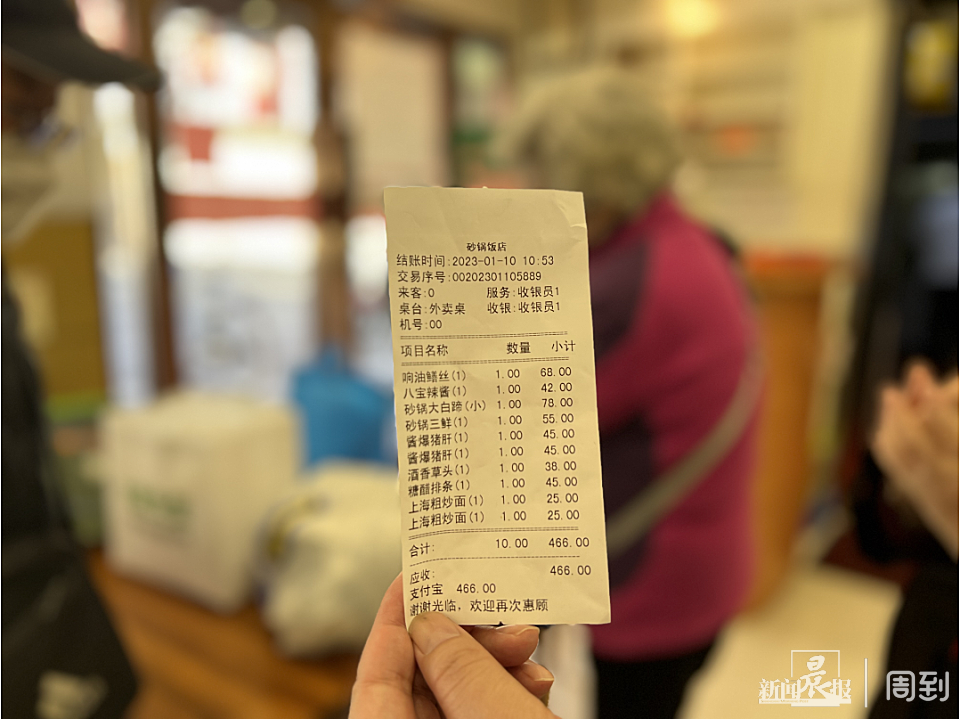 砂锅饭店
结账时间:2023-01-10 10:53
交易序号:00202301105889
来客:0 服务:收银员1
桌台:外卖桌 收银:收银员1
机号:00
项目名称 数量 小计
响油鳝丝(1) 1.00 68.00
八宝辣酱(1) 1.00 42.00
砂锅大白蹄(小) 1.00 78.00
砂锅三鲜(1) 1.00 55.00
酱爆猪肝(1) 1.00 45.00
酱爆猪肝(1) 1.00 45.00
酒香草头(1) 1.00 38.00
糖醋排条(1) 1.00 45.00
上海粗炒面(1) 1.00 25.00
上海粗炒面(1) 1.00 25.00
合计: 10.00 466.00
应收: 466.00
支付宝 466.00
谢谢光临，欢迎再次惠顾
新闻晨报 周到